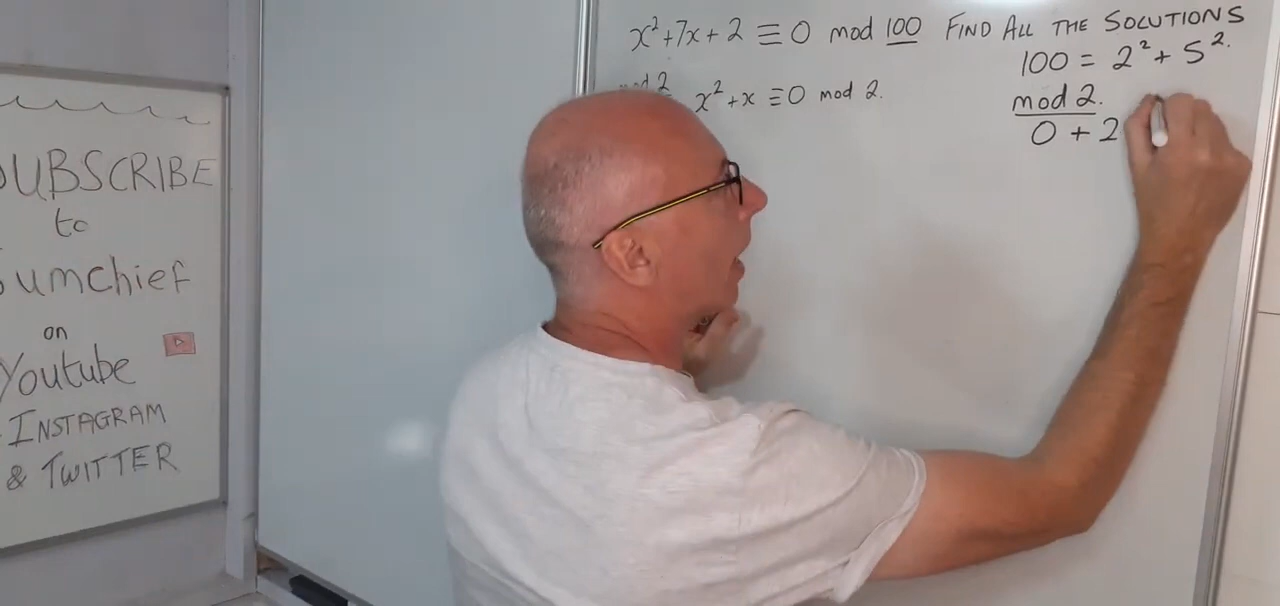 SUBSCRIBE
to
Sumchief
on
Youtube
INSTAGRAM
& TWITTER
x²+7x+2 ≡ 0 mod 100 FIND ALL THE SOLUTIONS
100 = 2² + 5².
mod 2
x²+x ≡ 0 mod 2.
mod 2.
0 + 2